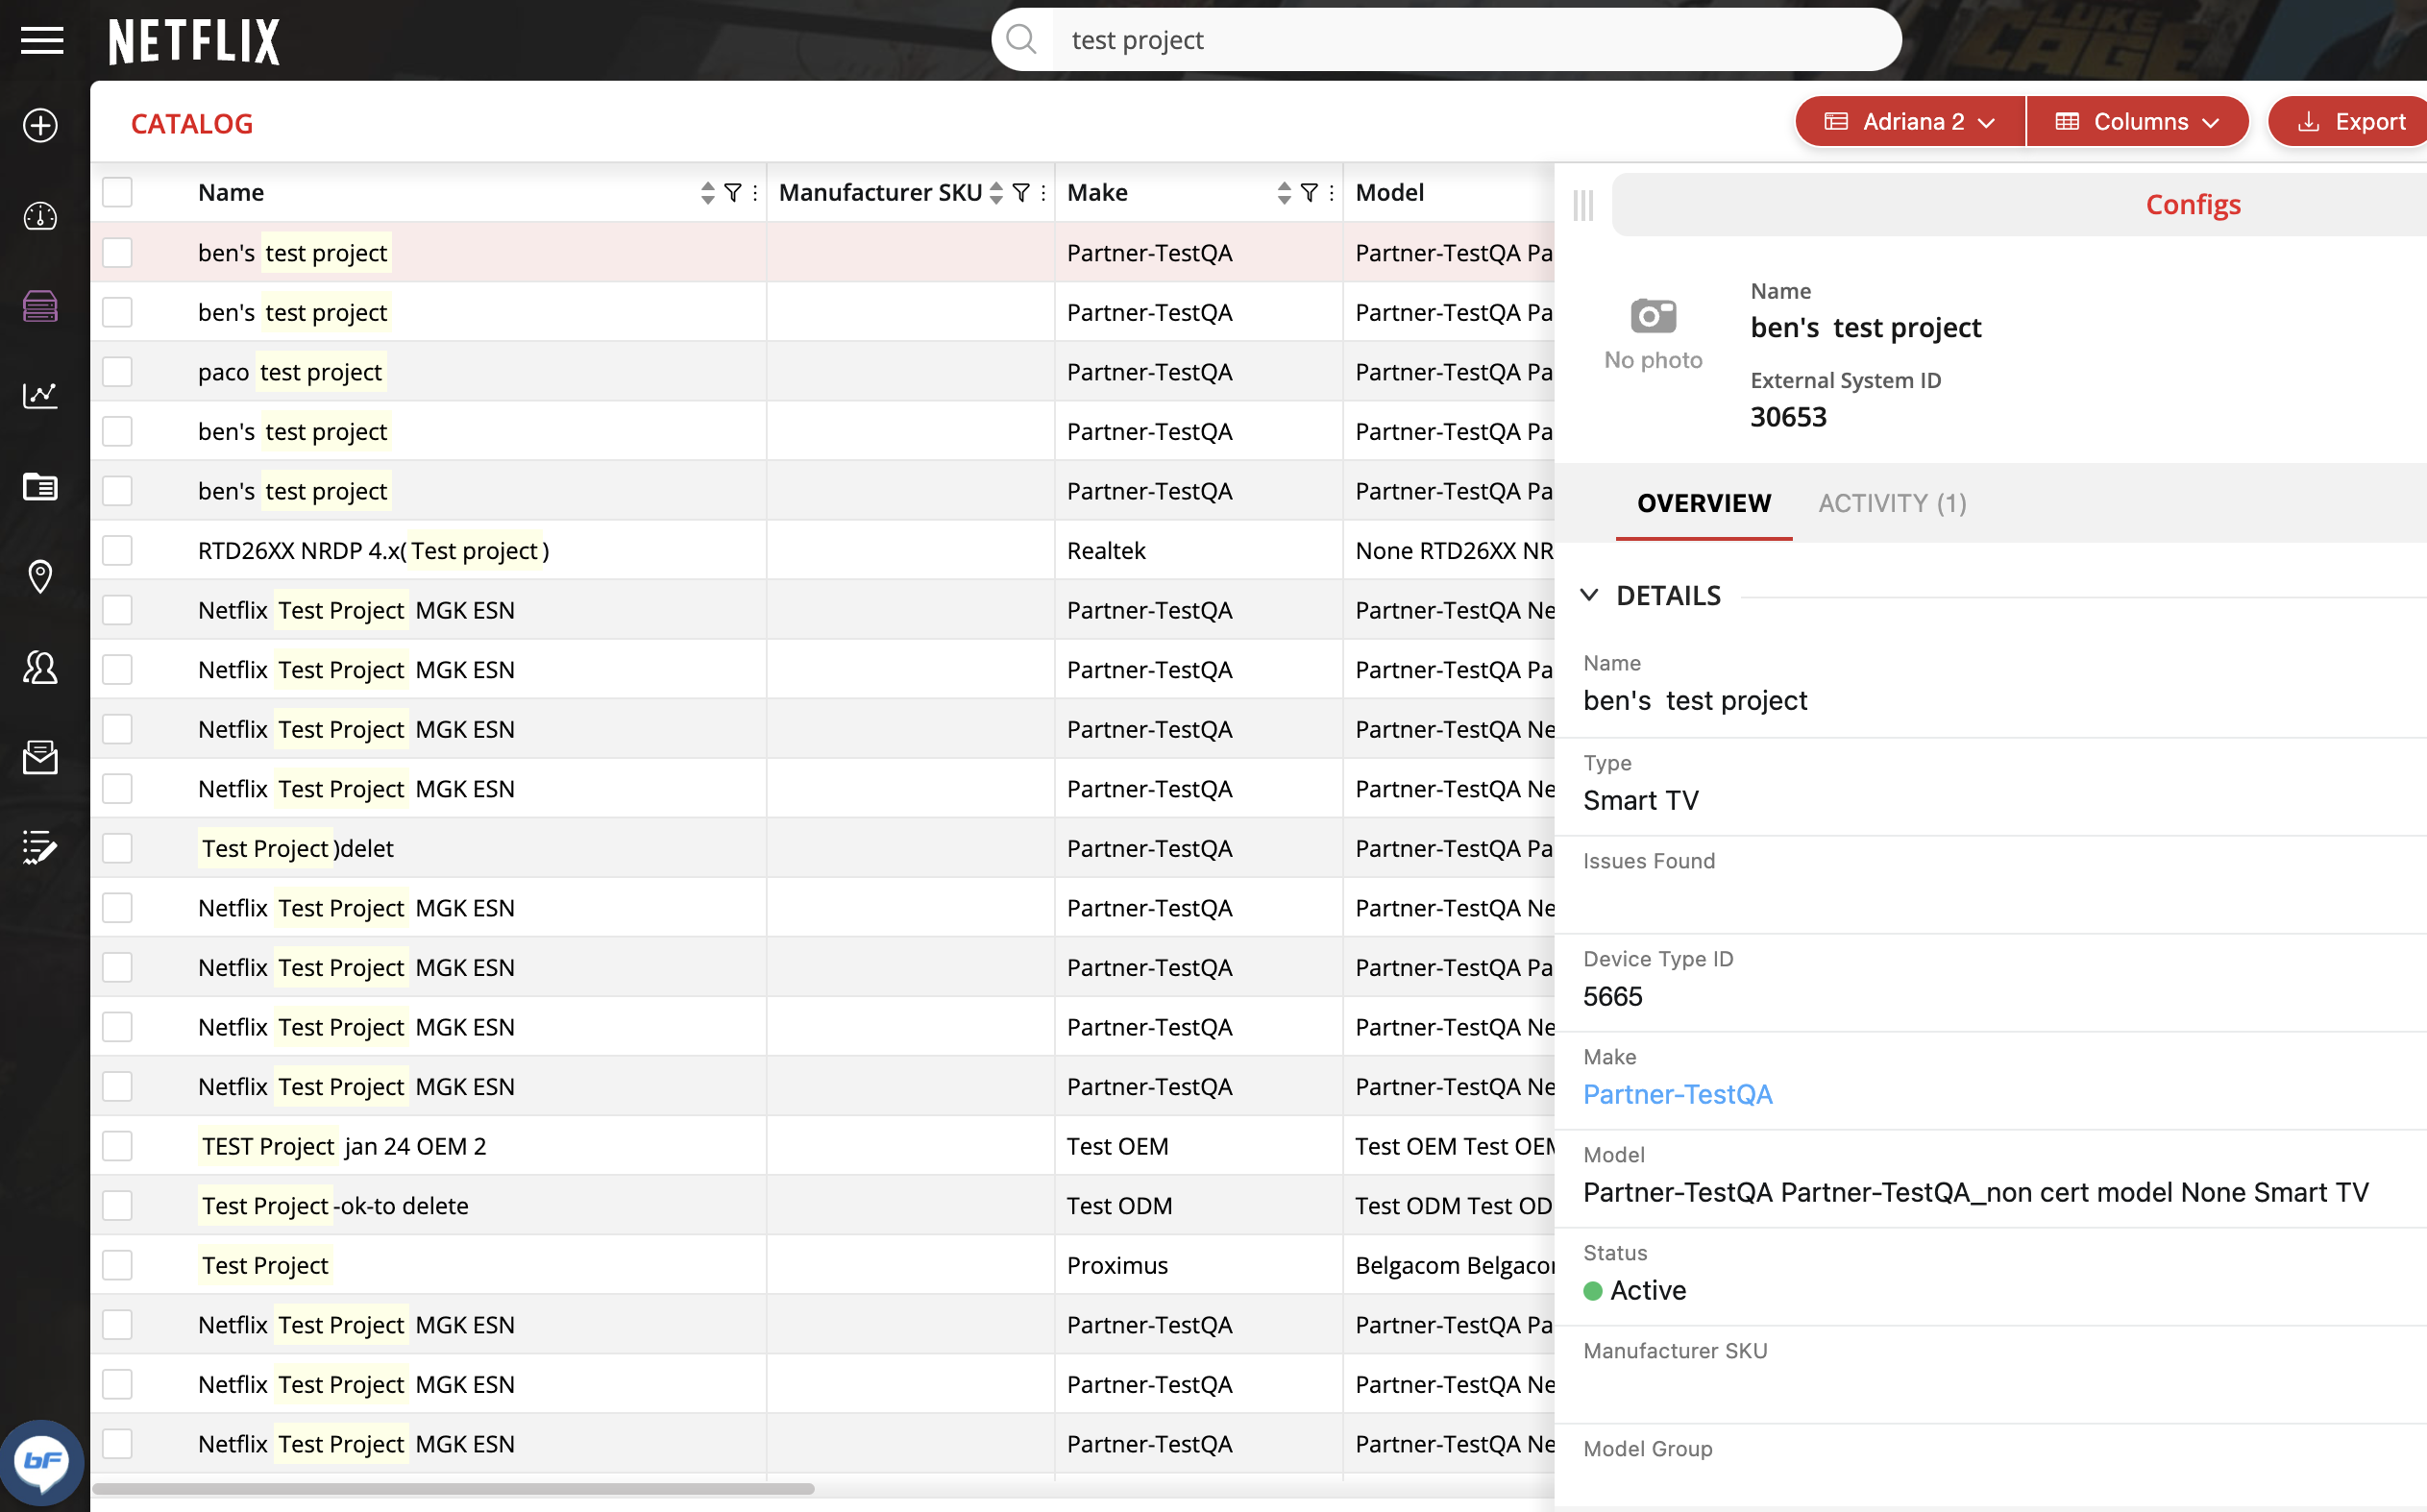 NETFLIX
test project
LUKE
CAGE
CATALOG
Adriana 2
Columns
Export
Name
Manufacturer SKU
Make
Model
ben's test project
Partner-TestQA
Partner-TestQA Pa
ben's test project
Partner-TestQA
Partner-TestQA Pa
paco test project
Partner-TestQA
Partner-TestQA Pa
ben's test project
Partner-TestQA
Partner-TestQA Pa
ben's test project
Partner-TestQA
Partner-TestQA Pa
RTD26XX NRDP 4.x(Test project)
Realtek
None RTD26XX NR
Netflix Test Project MGK ESN
Partner-TestQA
Partner-TestQA Ne
Netflix Test Project MGK ESN
Partner-TestQA
Partner-TestQA Pa
Netflix Test Project MGK ESN
Partner-TestQA
Partner-TestQA Ne
Netflix Test Project MGK ESN
Partner-TestQA
Partner-TestQA Ne
Test Project)delet
Partner-TestQA
Partner-TestQA Pa
Netflix Test Project MGK ESN
Partner-TestQA
Partner-TestQA Ne
Netflix Test Project MGK ESN
Partner-TestQA
Partner-TestQA Pa
Netflix Test Project MGK ESN
Partner-TestQA
Partner-TestQA Ne
Netflix Test Project MGK ESN
Partner-TestQA
Partner-TestQA Ne
TEST Project jan 24 OEM 2
Test OEM
Test OEM Test OEM
Test Project-ok-to delete
Test ODM
Test ODM Test OD
Test Project
Proximus
Belgacom Belgacom
Netflix Test Project MGK ESN
Partner-TestQA
Partner-TestQA Pa
Netflix Test Project MGK ESN
Partner-TestQA
Partner-TestQA Ne
Netflix Test Project MGK ESN
Partner-TestQA
Partner-TestQA Ne
bF
Configs
No photo
Name
ben's  test project
External System ID
30653
OVERVIEW
ACTIVITY (1)
DETAILS
Name
ben's  test project
Type
Smart TV
Issues Found
Device Type ID
5665
Make
Partner-TestQA
Model
Partner-TestQA Partner-TestQA_non cert model None Smart TV
Status
Active
Manufacturer SKU
Model Group